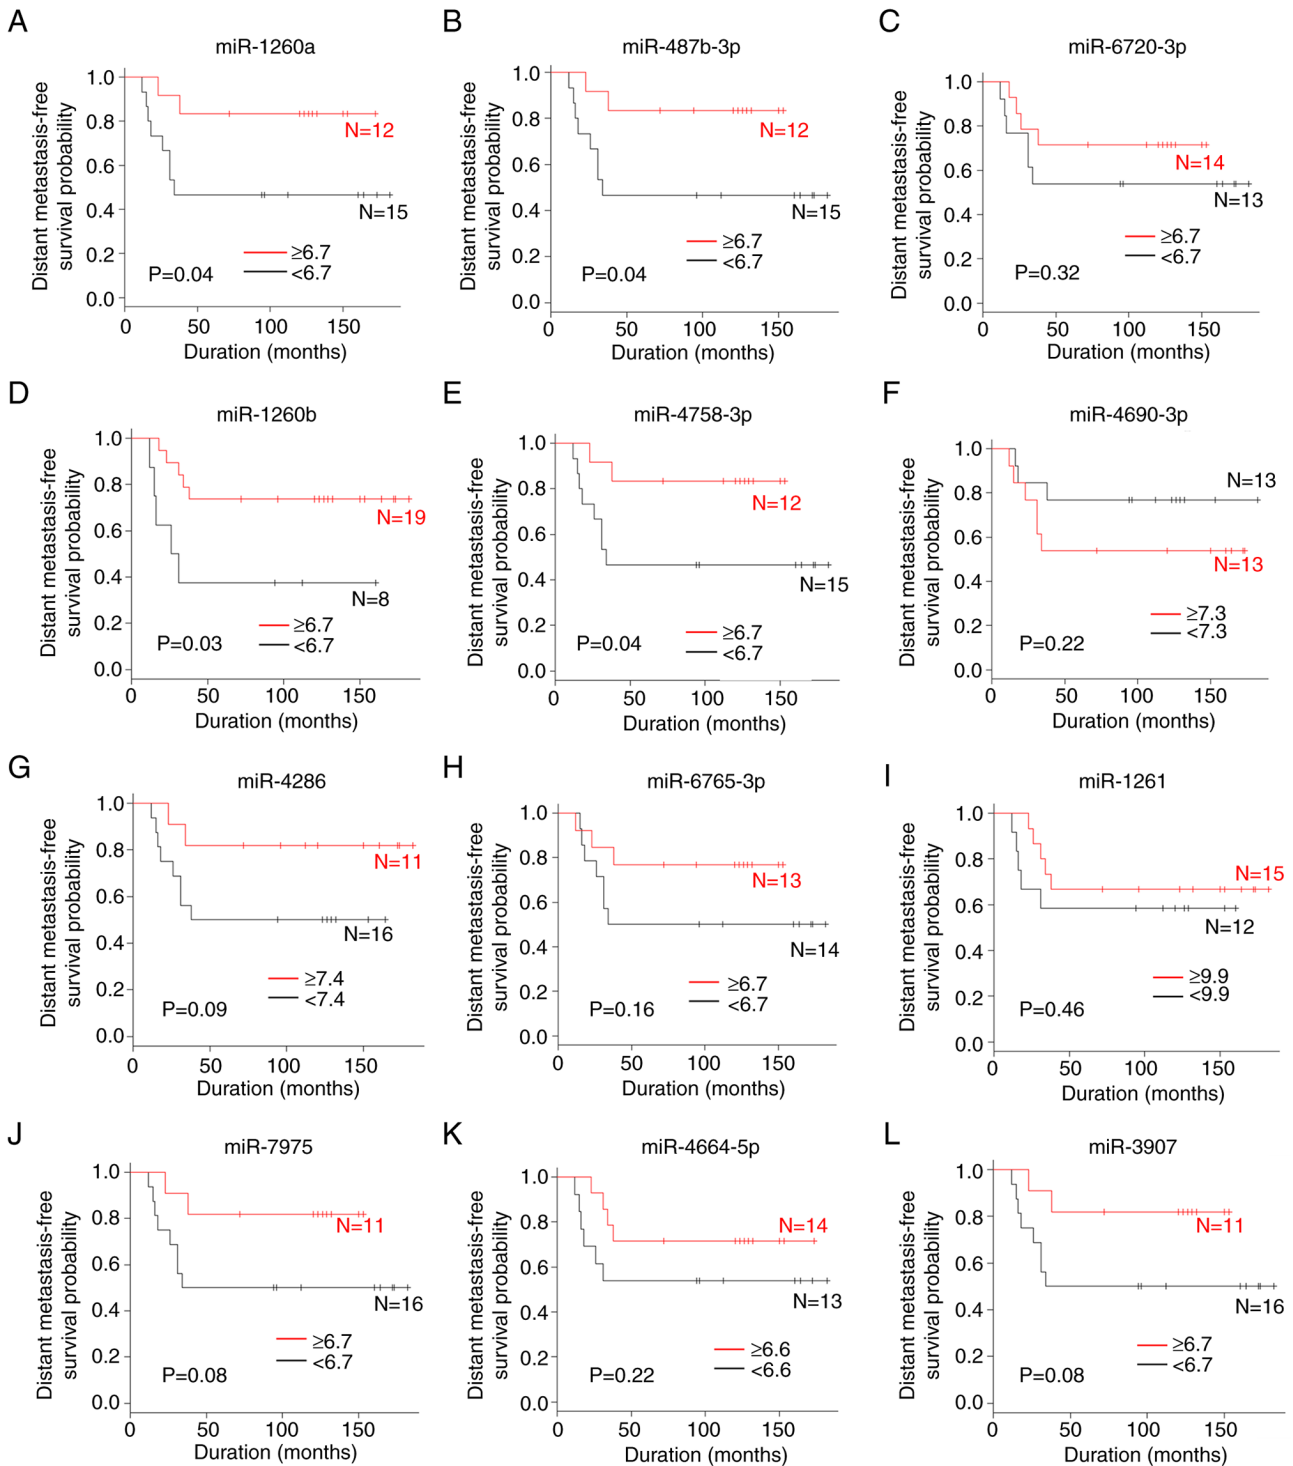 A
miR-1260a
Distant metastasis-free
survival probability
1.0
0.8
0.6
0.4
0.2
0.0
N=12
N=15
≥6.7
<6.7
P=0.04
0 50 100 150
Duration (months)
B
miR-487b-3p
Distant metastasis-free
survival probability
1.0
0.8
0.6
0.4
0.2
0.0
N=12
N=15
≥6.7
<6.7
P=0.04
0 50 100 150
Duration (months)
C
miR-6720-3p
Distant metastasis-free
survival probability
1.0
0.8
0.6
0.4
0.2
0.0
N=14
N=13
≥6.7
<6.7
P=0.32
0 50 100 150
Duration (months)
D
miR-1260b
Distant metastasis-free
survival probability
1.0
0.8
0.6
0.4
0.2
0.0
N=19
N=8
≥6.7
<6.7
P=0.03
0 50 100 150
Duration (months)
E
miR-4758-3p
Distant metastasis-free
survival probability
1.0
0.8
0.6
0.4
0.2
0.0
N=12
N=15
≥6.7
<6.7
P=0.04
0 50 100 150
Duration (months)
F
miR-4690-3p
Distant metastasis-free
survival probability
1.0
0.8
0.6
0.4
0.2
0.0
N=13
N=13
≥7.3
<7.3
P=0.22
0 50 100 150
Duration (months)
G
miR-4286
Distant metastasis-free
survival probability
1.0
0.8
0.6
0.4
0.2
0.0
N=11
N=16
≥7.4
<7.4
P=0.09
0 50 100 150
Duration (months)
H
miR-6765-3p
Distant metastasis-free
survival probability
1.0
0.8
0.6
0.4
0.2
0.0
N=13
N=14
≥6.7
<6.7
P=0.16
0 50 100 150
Duration (months)
I
miR-1261
Distant metastasis-free
survival probability
1.0
0.8
0.6
0.4
0.2
0.0
N=15
N=12
≥9.9
<9.9
P=0.46
0 50 100 150
Duration (months)
J
miR-7975
Distant metastasis-free
survival probability
1.0
0.8
0.6
0.4
0.2
0.0
N=11
N=16
≥6.7
<6.7
P=0.08
0 50 100 150
Duration (months)
K
miR-4664-5p
Distant metastasis-free
survival probability
1.0
0.8
0.6
0.4
0.2
0.0
N=14
N=13
≥6.6
<6.6
P=0.22
0 50 100 150
Duration (months)
L
miR-3907
Distant metastasis-free
survival probability
1.0
0.8
0.6
0.4
0.2
0.0
N=11
N=16
≥6.7
<6.7
P=0.08
0 50 100 150
Duration (months)